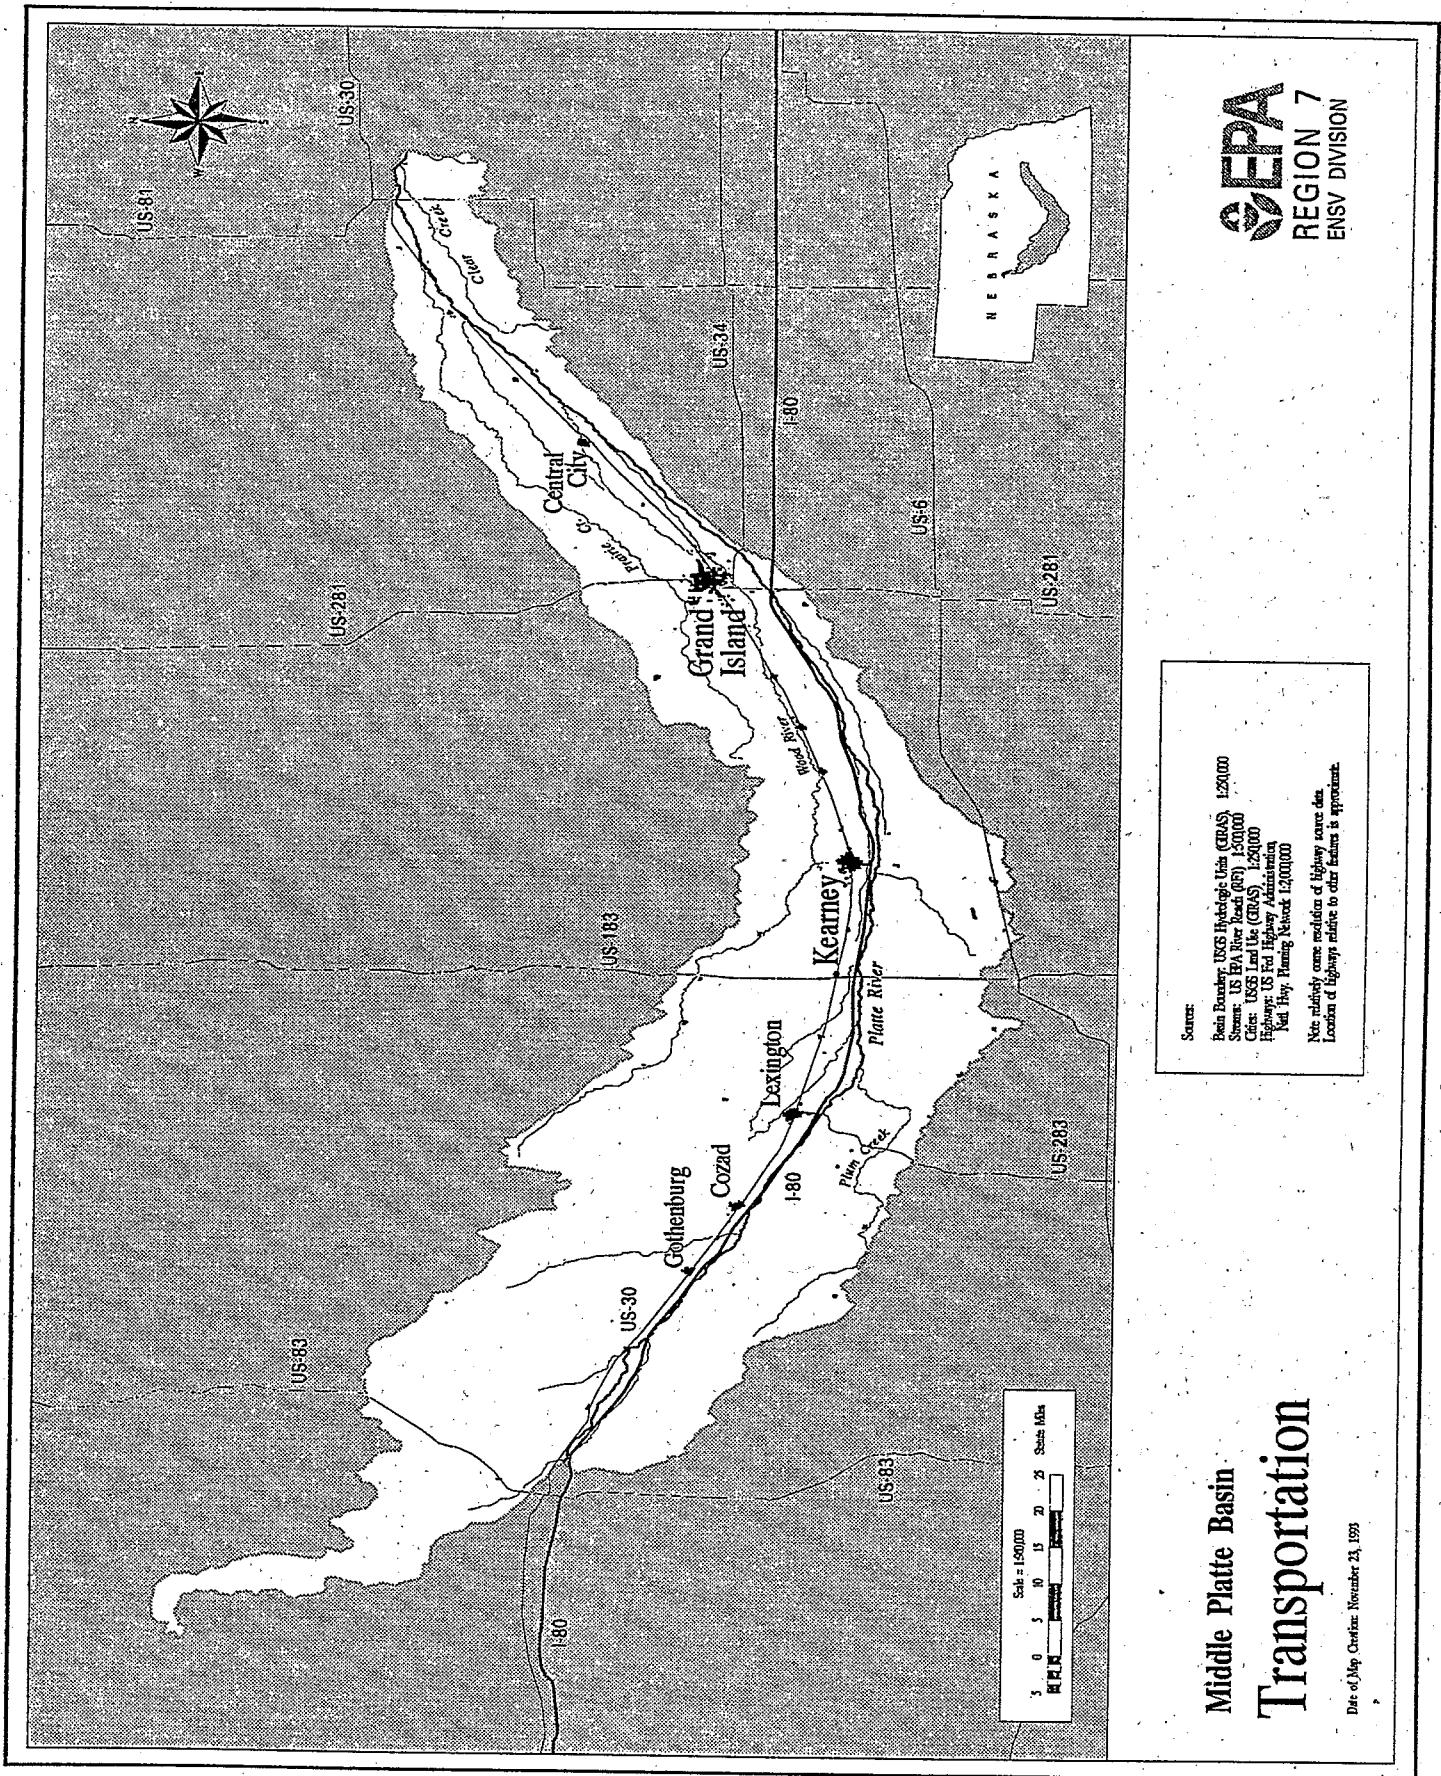 N
W
E
S
US-30
US-81
Clear
Creek
US-34
I-80
NEBRASKA
Central
City
Prairie
Cr.
US-281
Grand
Island
US-6
US-281
Wood River
Kearney
US-183
Platte River
Lexington
Cozad
Gothenburg
Plum Creek
I-80
US-283
US-30
US-83
US-83
I-80
5 0 5 10 15 20 25 Statute Miles
EPA
REGION 7
ENSV DIVISION
Sources:
Basin Boundary: USGS Hydrologic Units (GIRAS), 1:250,000
Streams: US EPA River Reach (RF1) 1:500,000
Cities: USGS Land Use (GIRAS) 1:250,000
Highways: US Fed Highway Administration,
Natl Hwy. Planning Network 1:2,000,000
Note relatively coarse resolution of highway source data.
Location of highways relative to other features is approximate.
Middle Platte Basin
Transportation
Date of Map Creation: November 23, 1993